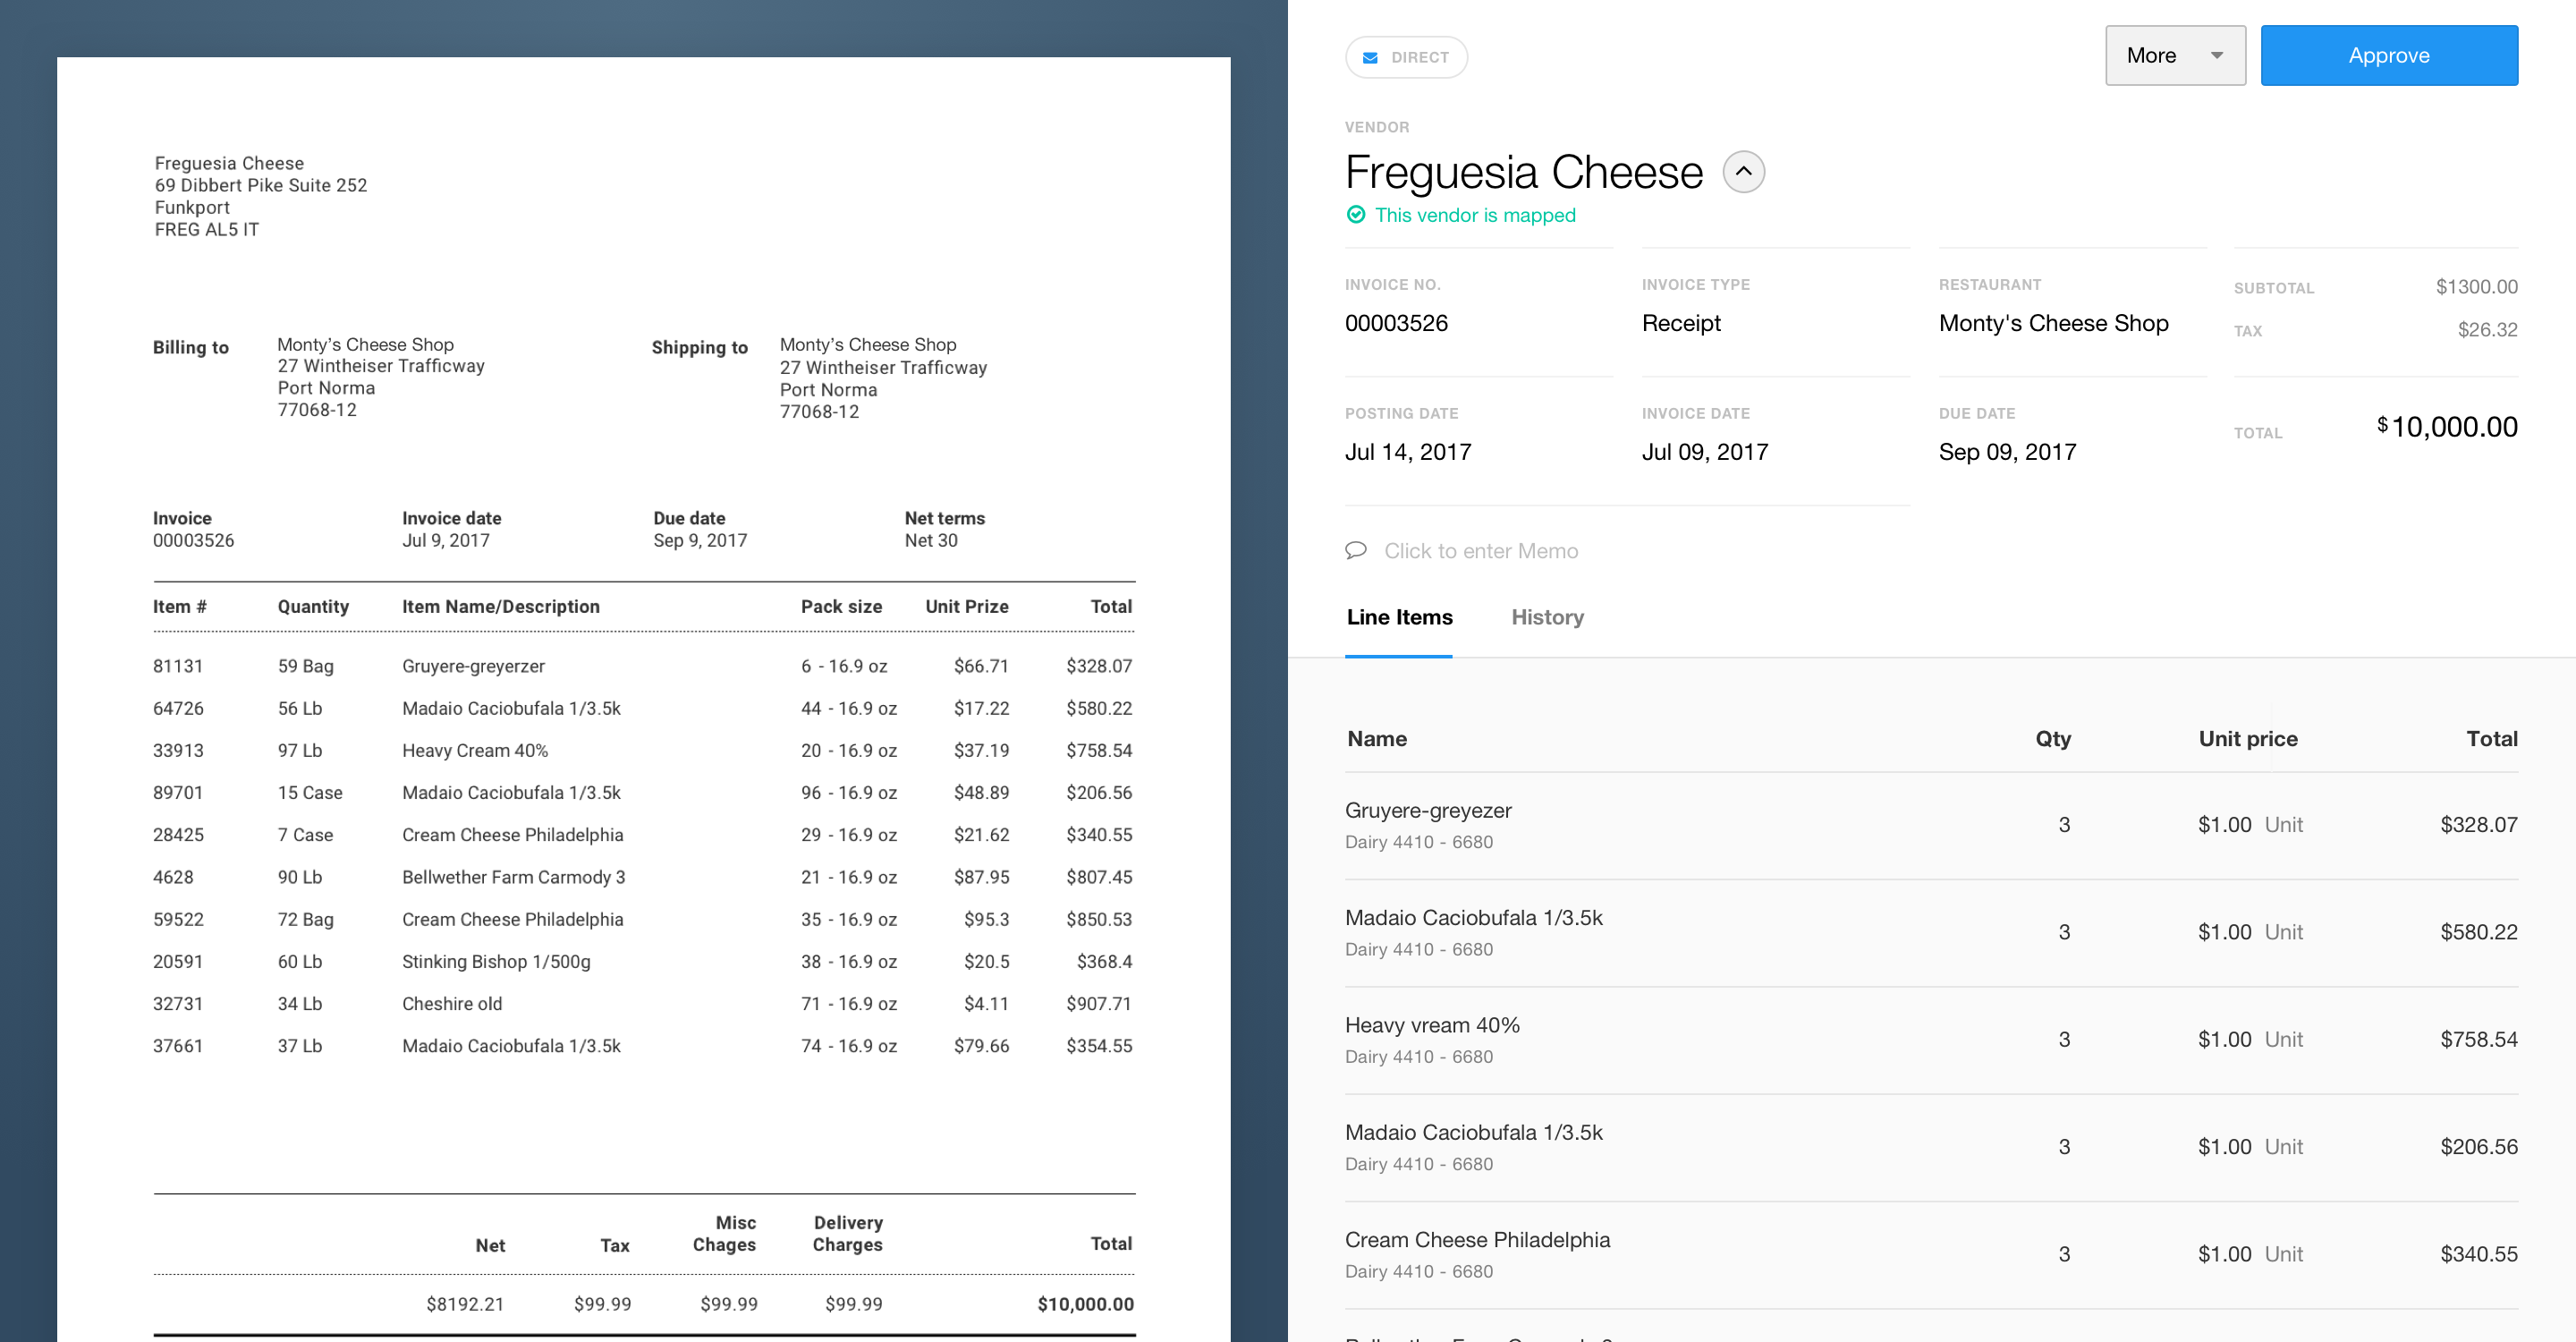 Freguesia Cheese
69 Dibbert Pike Suite 252
Funkport
FREG AL5 IT
Billing to
Monty’s Cheese Shop
27 Wintheiser Trafficway
Port Norma
77068-12
Shipping to
Monty’s Cheese Shop
27 Wintheiser Trafficway
Port Norma
77068-12
Invoice Invoice date Due date Net terms
00003526 Jul 9, 2017 Sep 9, 2017 Net 30
Item # Quantity Item Name/Description Pack size Unit Prize Total
81131 59 Bag Gruyere-greyerzer 6 - 16.9 oz $66.71 $328.07
64726 56 Lb Madaio Caciobufala 1/3.5k 44 - 16.9 oz $17.22 $580.22
33913 97 Lb Heavy Cream 40% 20 - 16.9 oz $37.19 $758.54
89701 15 Case Madaio Caciobufala 1/3.5k 96 - 16.9 oz $48.89 $206.56
28425 7 Case Cream Cheese Philadelphia 29 - 16.9 oz $21.62 $340.55
4628 90 Lb Bellwether Farm Carmody 3 21 - 16.9 oz $87.95 $807.45
59522 72 Bag Cream Cheese Philadelphia 35 - 16.9 oz $95.3 $850.53
20591 60 Lb Stinking Bishop 1/500g 38 - 16.9 oz $20.5 $368.4
32731 34 Lb Cheshire old 71 - 16.9 oz $4.11 $907.71
37661 37 Lb Madaio Caciobufala 1/3.5k 74 - 16.9 oz $79.66 $354.55
Net Tax Misc Chages Delivery Charges Total
$8192.21 $99.99 $99.99 $99.99 $10,000.00
DIRECT
More
Approve
VENDOR
Freguesia Cheese
This vendor is mapped
INVOICE NO. INVOICE TYPE RESTAURANT
00003526 Receipt Monty's Cheese Shop
SUBTOTAL $1300.00
TAX $26.32
POSTING DATE INVOICE DATE DUE DATE
Jul 14, 2017 Jul 09, 2017 Sep 09, 2017
TOTAL $10,000.00
Click to enter Memo
Line Items History
Name Qty Unit price Total
Gruyere-greyezer
Dairy 4410 - 6680
3 $1.00 Unit $328.07
Madaio Caciobufala 1/3.5k
Dairy 4410 - 6680
3 $1.00 Unit $580.22
Heavy vream 40%
Dairy 4410 - 6680
3 $1.00 Unit $758.54
Madaio Caciobufala 1/3.5k
Dairy 4410 - 6680
3 $1.00 Unit $206.56
Cream Cheese Philadelphia
Dairy 4410 - 6680
3 $1.00 Unit $340.55